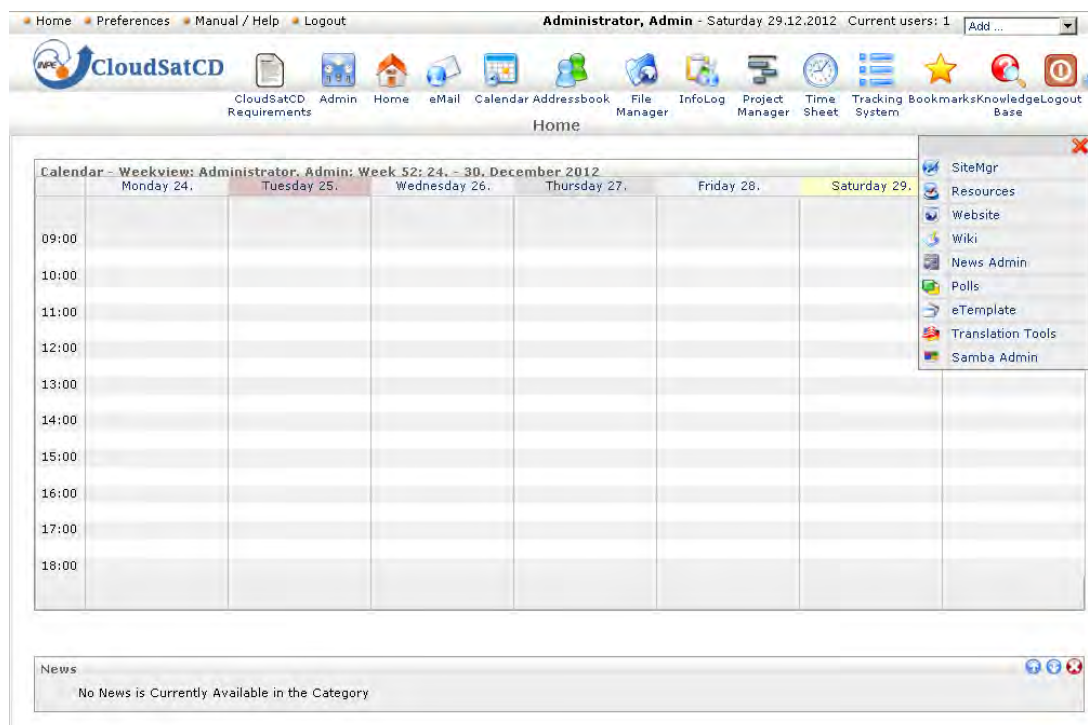 Home Preferences Manual / Help Logout Administrator, Admin - Saturday 29.12.2012 Current users: 1 Add ...
INPE CloudSatCD
CloudSatCD Requirements Admin Home eMail Calendar Addressbook File Manager InfoLog Project Manager Time Sheet Tracking System Bookmarks Knowledge Base Logout
Home
Calendar - Weekview: Administrator, Admin: Week 52: 24. - 30. December 2012
Monday 24. Tuesday 25. Wednesday 26. Thursday 27. Friday 28. Saturday 29.
SiteMgr
Resources
Website
Wiki
News Admin
Polls
eTemplate
Translation Tools
Samba Admin
09:00
10:00
11:00
12:00
13:00
14:00
15:00
16:00
17:00
18:00
News
No News is Currently Available in the Category